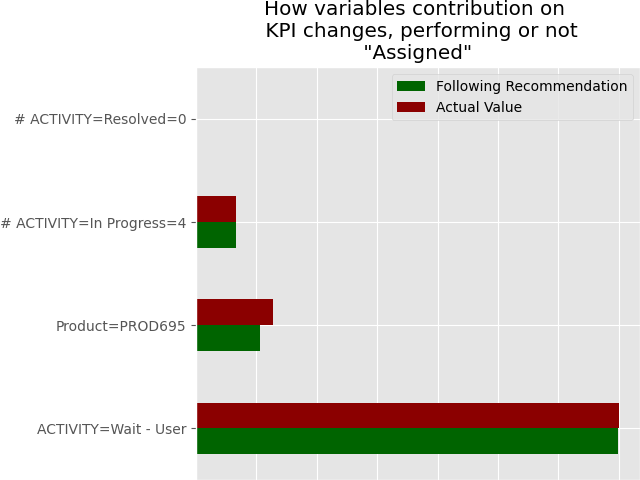 How variables contribution on
KPI changes, performing or not
"Assigned"
Following Recommendation
Actual Value
# ACTIVITY=Resolved=0
# ACTIVITY=In Progress=4
Product=PROD695
ACTIVITY=Wait - User